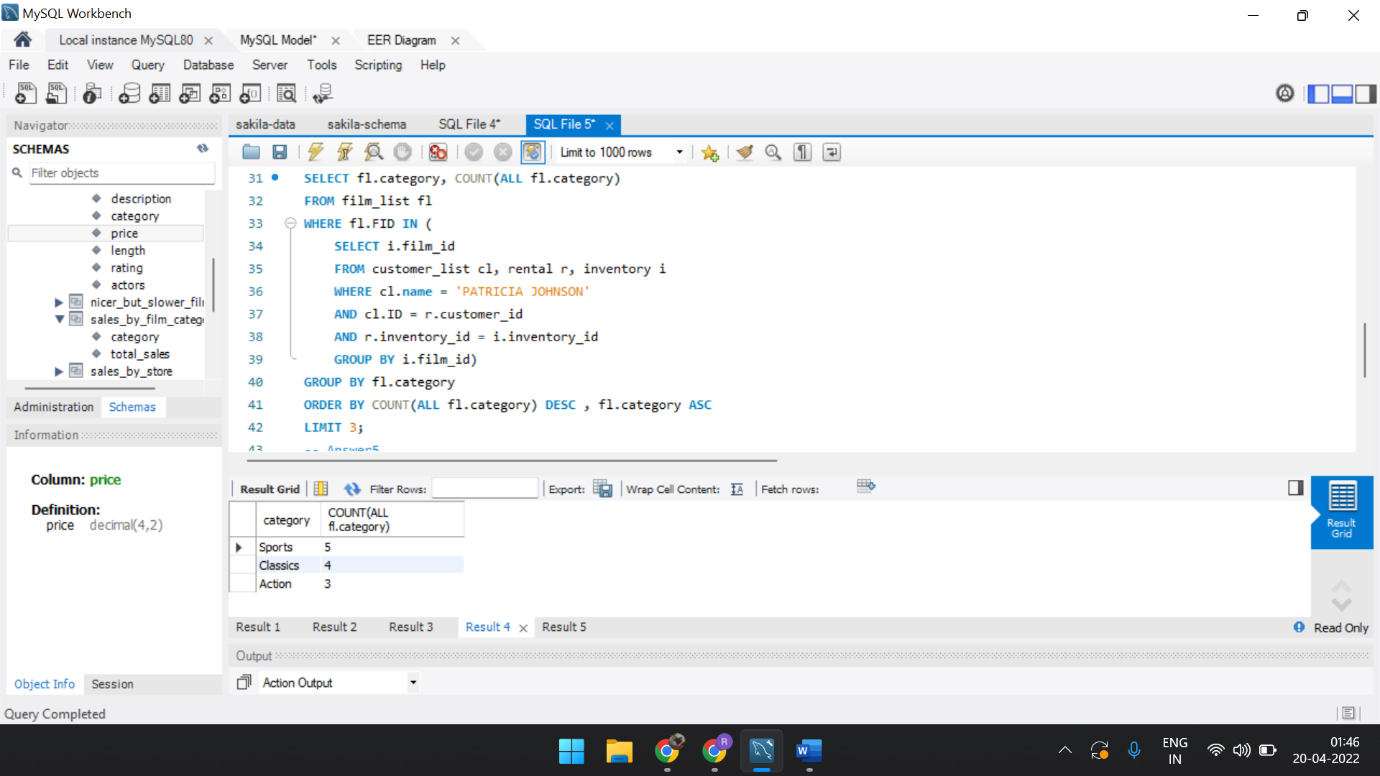 MySQL Workbench
Local instance MySQL80 × MySQL Model* × EER Diagram ×
File Edit View Query Database Server Tools Scripting Help
Navigator
sakila-data sakila-schema SQL File 4* SQL File 5* ×
SCHEMAS
Limit to 1000 rows
Filter objects
description
category
price
length
rating
actors
nicer_but_slower_fil
sales_by_film_categ
category
total_sales
sales_by_store
Administration Schemas
Information
Column: price
Definition:
price decimal(4,2)
Object Info Session
31 SELECT fl.category, COUNT(ALL fl.category)
32 FROM film_list fl
33 WHERE fl.FID IN (
34 SELECT i.film_id
35 FROM customer_list cl, rental r, inventory i
36 WHERE cl.name = 'PATRICIA JOHNSON'
37 AND cl.ID = r.customer_id
38 AND r.inventory_id = i.inventory_id
39 GROUP BY i.film_id)
40 GROUP BY fl.category
41 ORDER BY COUNT(ALL fl.category) DESC , fl.category ASC
42 LIMIT 3;
43 -- Answer5
Result Grid Filter Rows: Export: Wrap Cell Content: IA Fetch rows:
category COUNT(ALL
fl.category)
Sports 5
Classics 4
Action 3
Result
Grid
Result 1 Result 2 Result 3 Result 4 × Result 5
Read Only
Output
Action Output
Query Completed
ENG
IN
01:46
20-04-2022